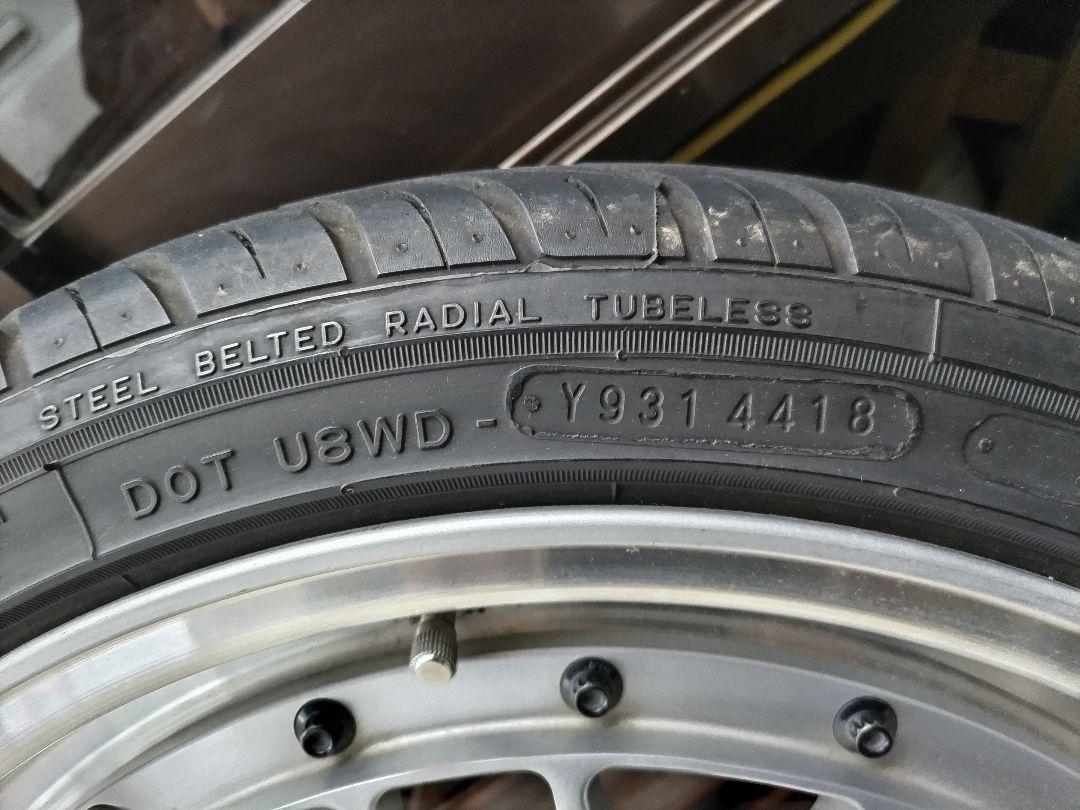 STEEL BELTED RADIAL TUBELESS
DOT U8WD - Y931 4418